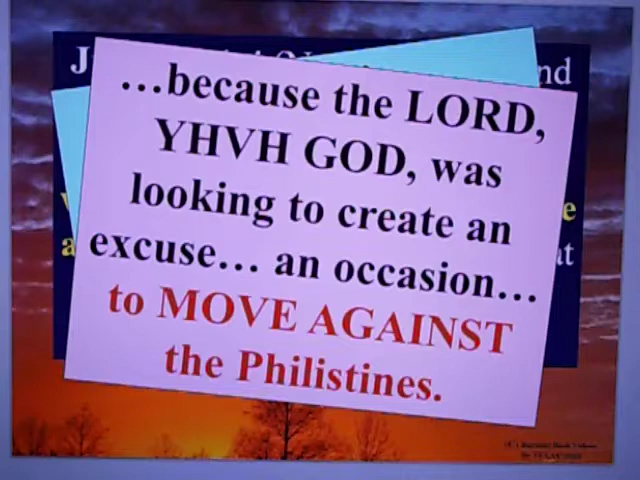 …because the LORD,
YHVH GOD, was
looking to create an
excuse… an occasion…
to MOVE AGAINST
the Philistines.